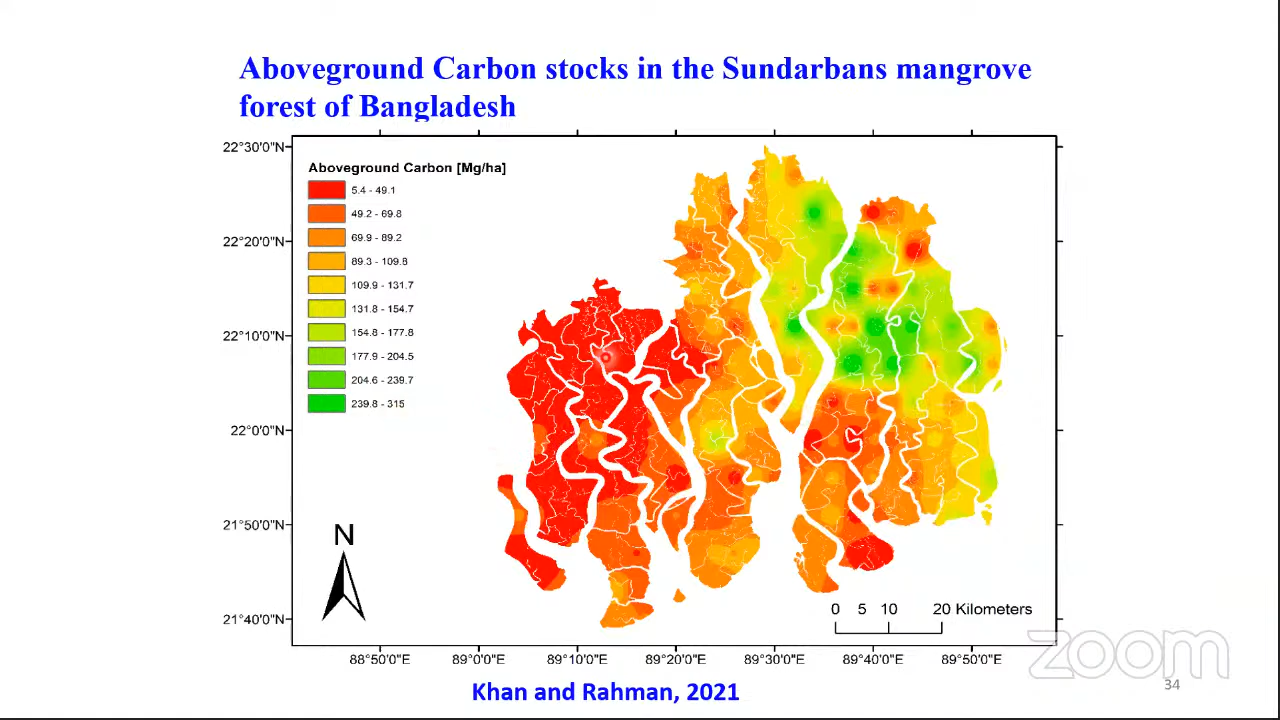 Aboveground Carbon stocks in the Sundarbans mangrove
forest of Bangladesh
22°30'0"N
Aboveground Carbon [Mg/ha]
5.4 - 49.1
49.2 - 69.8
69.9 - 89.2
89.3 - 109.8
109.9 - 131.7
131.8 - 154.7
154.8 - 177.8
177.9 - 204.5
204.6 - 239.7
239.8 - 315
22°20'0"N
22°10'0"N
22°0'0"N
21°50'0"N
21°40'0"N
N
0 5 10 20 Kilometers
88°50'0"E 89°0'0"E 89°10'0"E 89°20'0"E 89°30'0"E 89°40'0"E 89°50'0"E
zoom
34
Khan and Rahman, 2021